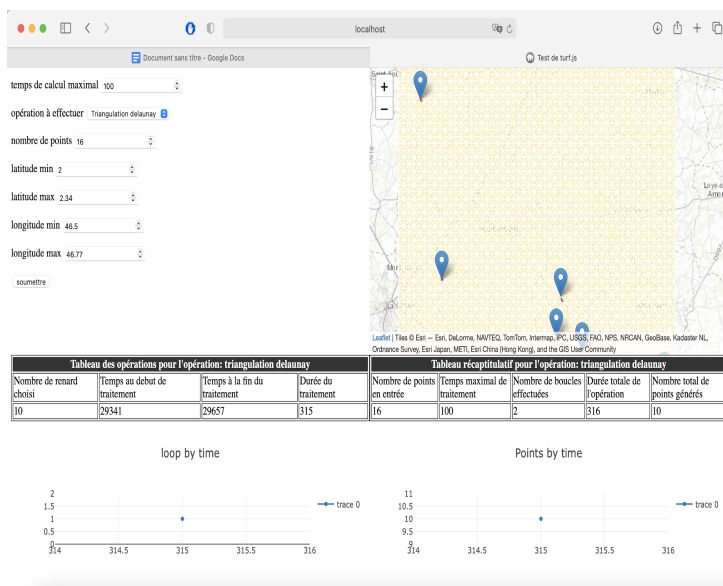 localhost
Document sans titre - Google Docs
Test de turf.js
temps de calcul maximal 100
opération à effectuer Triangulation delaunay
nombre de points 16
latitude min 2
latitude max 2.34
longitude min 46.5
longitude max 46.77
soumettre
+
−
Loye-s
Arno
Mor
Leaflet | Tiles © Esri — Esri, DeLorme, NAVTEQ, TomTom, Intermap, iPC, USGS, FAO, NPS, NRCAN, GeoBase, Kadaster NL,
Ordnance Survey, Esri Japan, METI, Esri China (Hong Kong), and the GIS User Community
Tableau des opérations pour l'opération: triangulation delaunay
Nombre de renard choisi
Temps au debut de traitement
Temps à la fin du traitement
Durée du traitement
10 29341 29657 315
Tableau récaptitulatif pour l'opération: triangulation delaunay
Nombre de points en entrée
Temps maximal de traitement
Nombre de boucles effectuées
Durée totale de l'opération
Nombre total de points générés
16 100 2 316 10
loop by time
2
1.5
1
0.5
0
314 314.5 315 315.5 316
trace 0
Points by time
11
10.5
10
9.5
9
314 314.5 315 315.5 316
trace 0